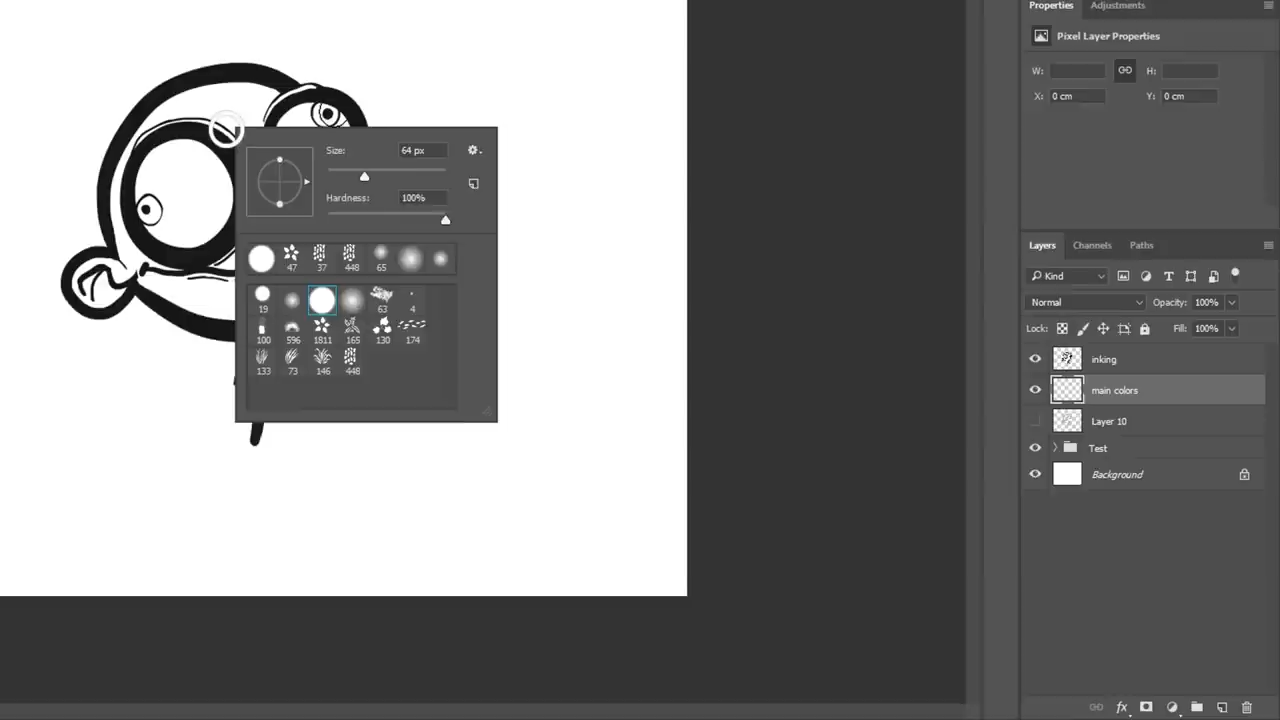 Properties Adjustments
Pixel Layer Properties
W: H:
X: 0 cm Y: 0 cm
Size: 64 px
Hardness: 100%
47 37 448 65
19 63 4
100 596 1811 165 130 174
133 73 146 448
Layers Channels Paths
Kind
Normal Opacity: 100%
Lock: Fill: 100%
inking
main colors
Layer 10
Test
Background
fx